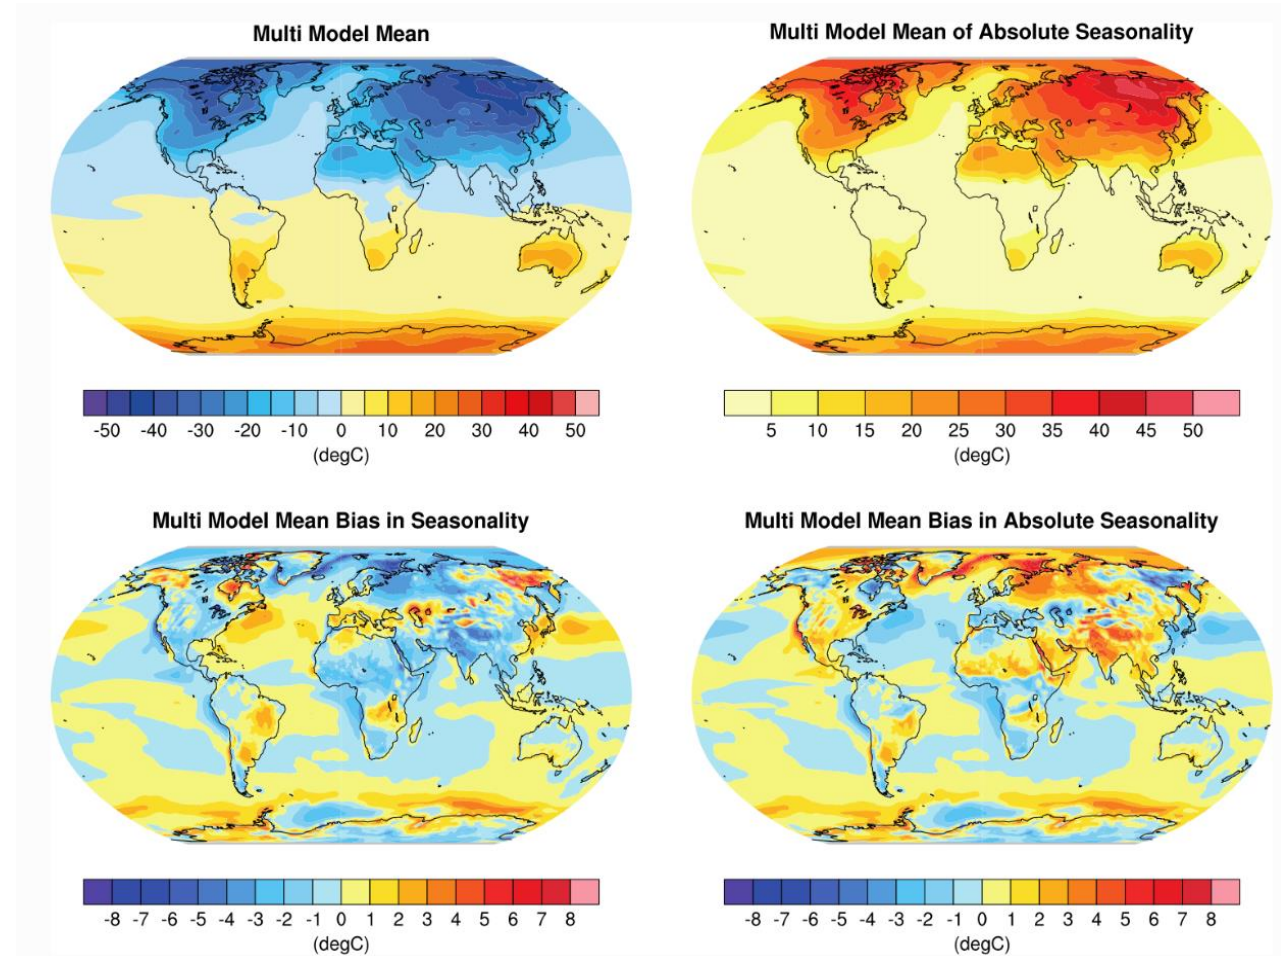 Multi Model Mean
Multi Model Mean of Absolute Seasonality
-50 -40 -30 -20 -10 0 10 20 30 40 50
(degC)
5 10 15 20 25 30 35 40 45 50
(degC)
Multi Model Mean Bias in Seasonality
Multi Model Mean Bias in Absolute Seasonality
-8 -7 -6 -5 -4 -3 -2 -1 0 1 2 3 4 5 6 7 8
(degC)
-8 -7 -6 -5 -4 -3 -2 -1 0 1 2 3 4 5 6 7 8
(degC)